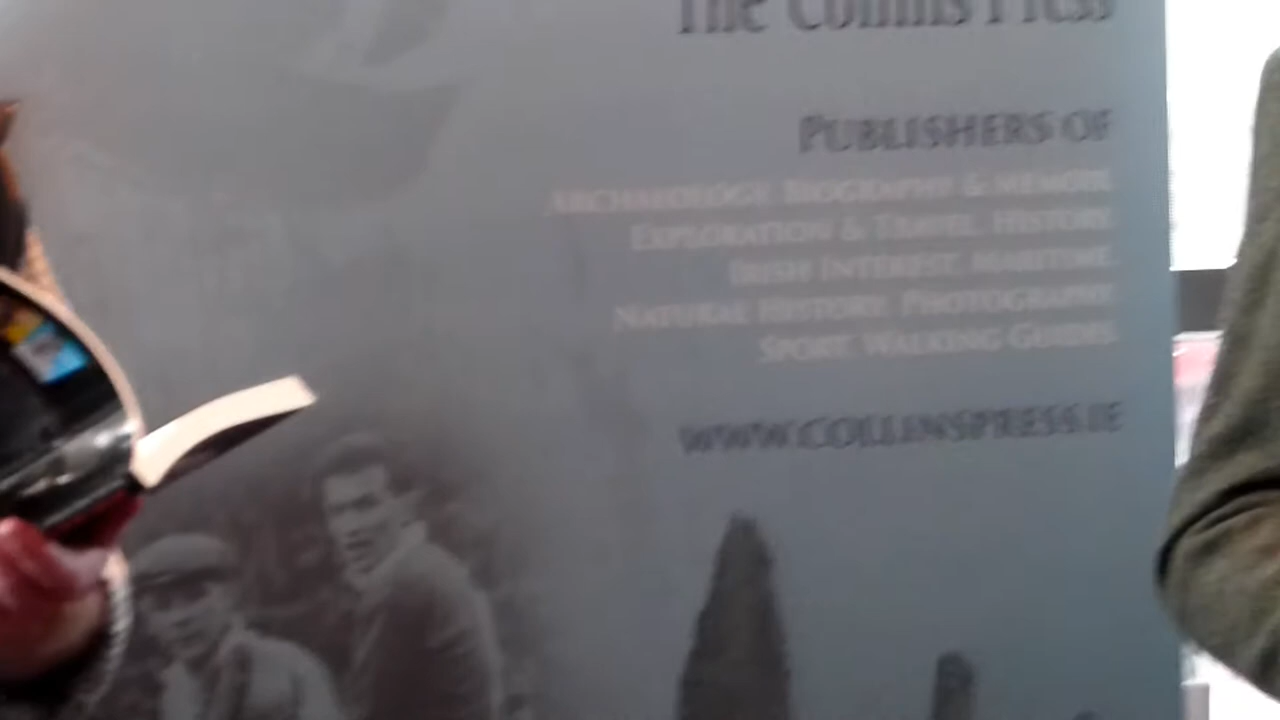 The Collins Press
PUBLISHERS OF
ARCHAEOLOGY, BIOGRAPHY & MEMOIR
EXPLORATION & TRAVEL, HISTORY
IRISH INTEREST, MARITIME
NATURAL HISTORY, PHOTOGRAPHY
SPORT, WALKING GUIDES
WWW.COLLINSPRESS.IE